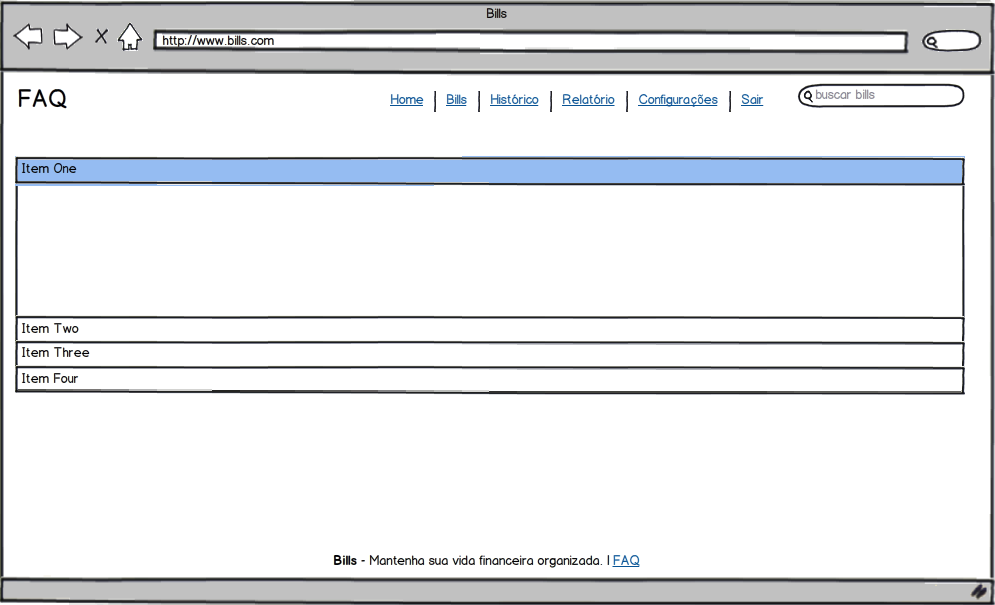 Bills
http://www.bills.com
FAQ
Home | Bills | Histórico | Relatório | Configurações | Sair
buscar bills
Item One
Item Two
Item Three
Item Four
Bills - Mantenha sua vida financeira organizada. | FAQ